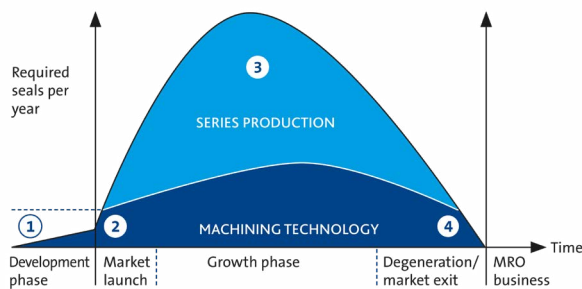 Required
seals per
year
3
SERIES PRODUCTION
1
2
MACHINING TECHNOLOGY
4
Time
Development
phase
Market
launch
Growth phase
Degeneration/
market exit
MRO
business